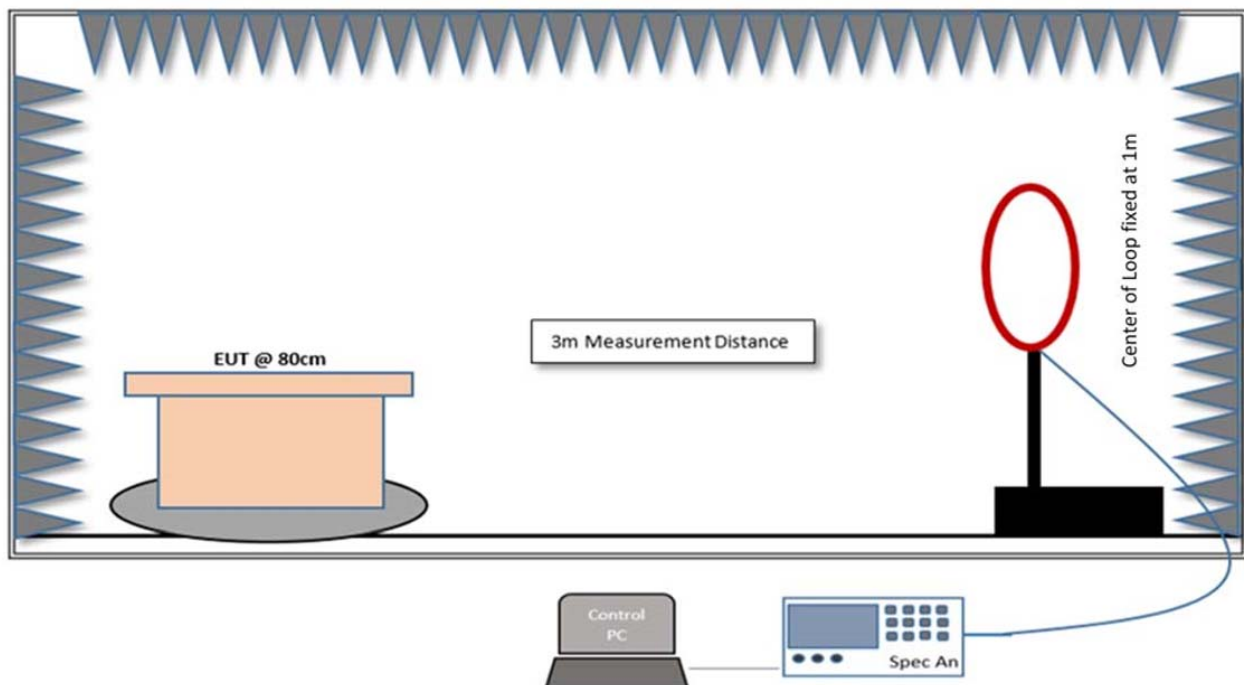 Center of Loop fixed at 1m
3m Measurement Distance
EUT @ 80cm
Control
PC
Spec An